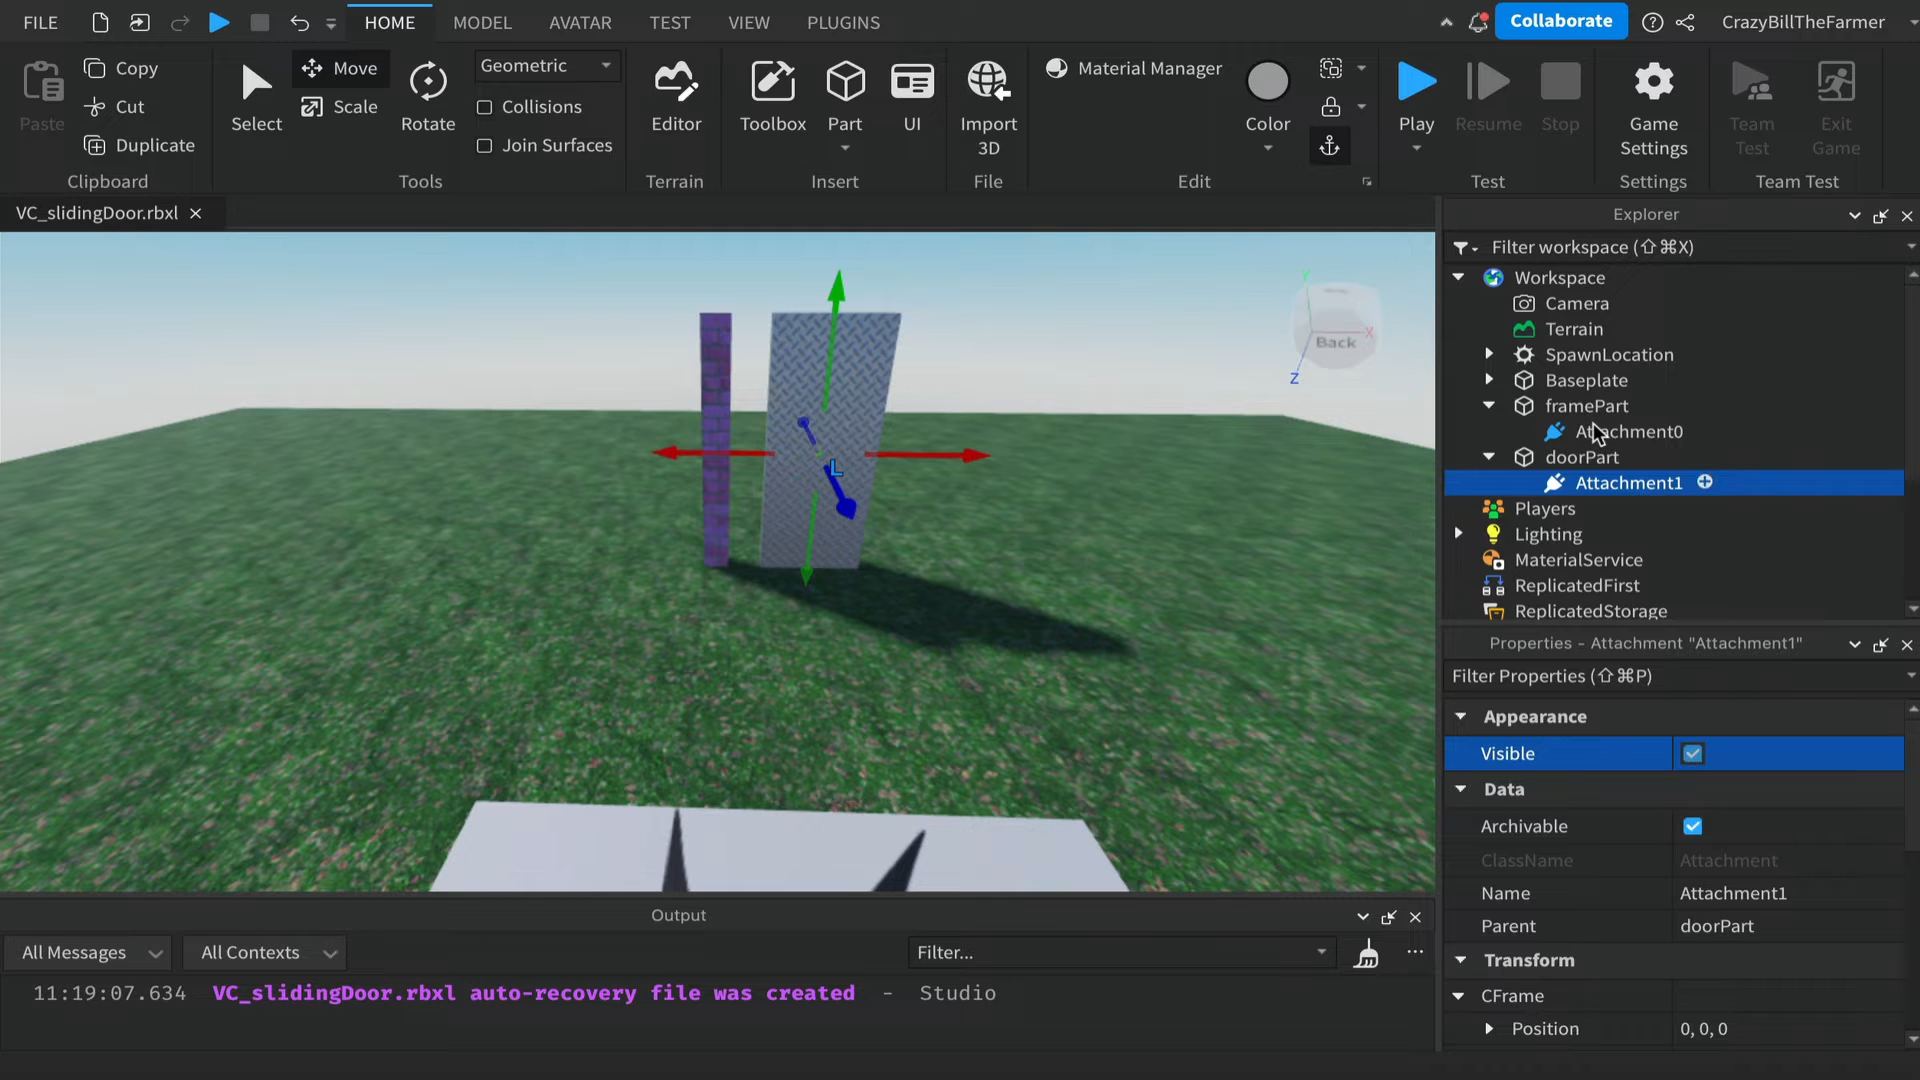 FILE HOME MODEL AVATAR TEST VIEW PLUGINS Collaborate CrazyBillTheFarmer
Paste Copy Cut Duplicate
Clipboard
Select Move Scale Rotate Geometric Collisions Join Surfaces
Tools
Editor
Terrain
Toolbox Part UI
Insert
Import 3D
File
Material Manager Color
Edit
Play Resume Stop
Test
Game Settings
Settings
Team Test Exit Game
Team Test
VC_slidingDoor.rbxl
Back
X
Y
Z
L
Explorer
Filter workspace (⇧⌘X)
Workspace
Camera
Terrain
SpawnLocation
Baseplate
framePart
Attachment0
doorPart
Attachment1
Players
Lighting
MaterialService
ReplicatedFirst
ReplicatedStorage
Properties - Attachment "Attachment1"
Filter Properties (⇧⌘P)
Appearance
Visible
Data
Archivable
ClassName Attachment
Name Attachment1
Parent doorPart
Transform
CFrame
Position 0, 0, 0
Output
All Messages All Contexts Filter...
11:19:07.634 VC_slidingDoor.rbxl auto-recovery file was created - Studio